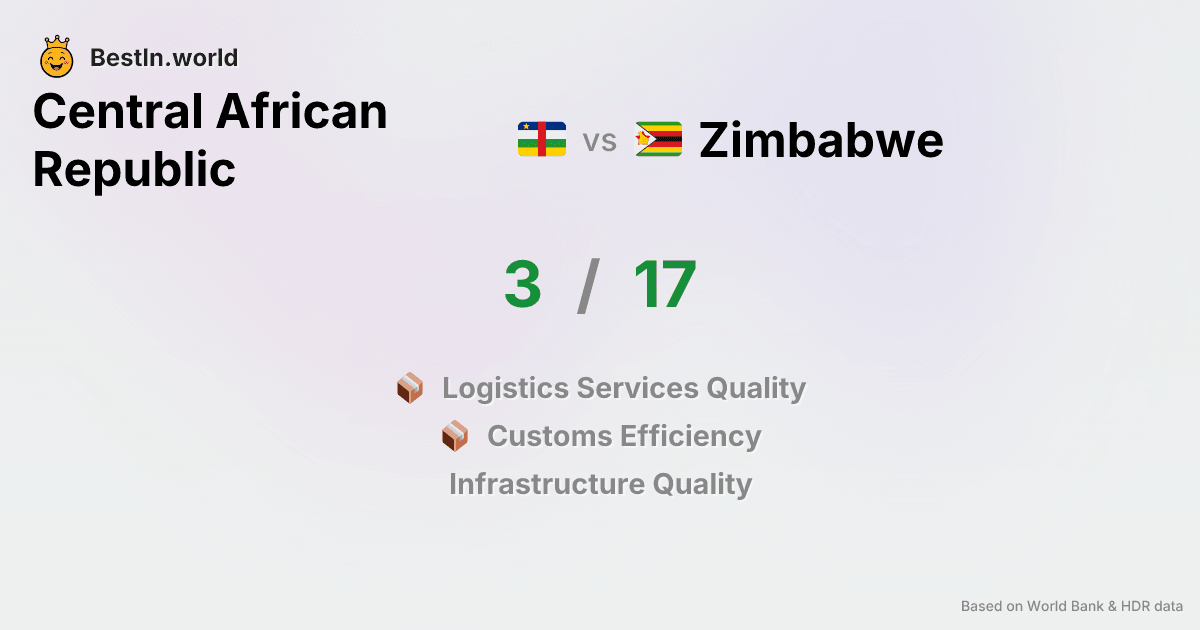 BestIn.world
Central African
Republic
vs
Zimbabwe
3 / 17
Logistics Services Quality
Customs Efficiency
Infrastructure Quality
Based on World Bank & HDR data